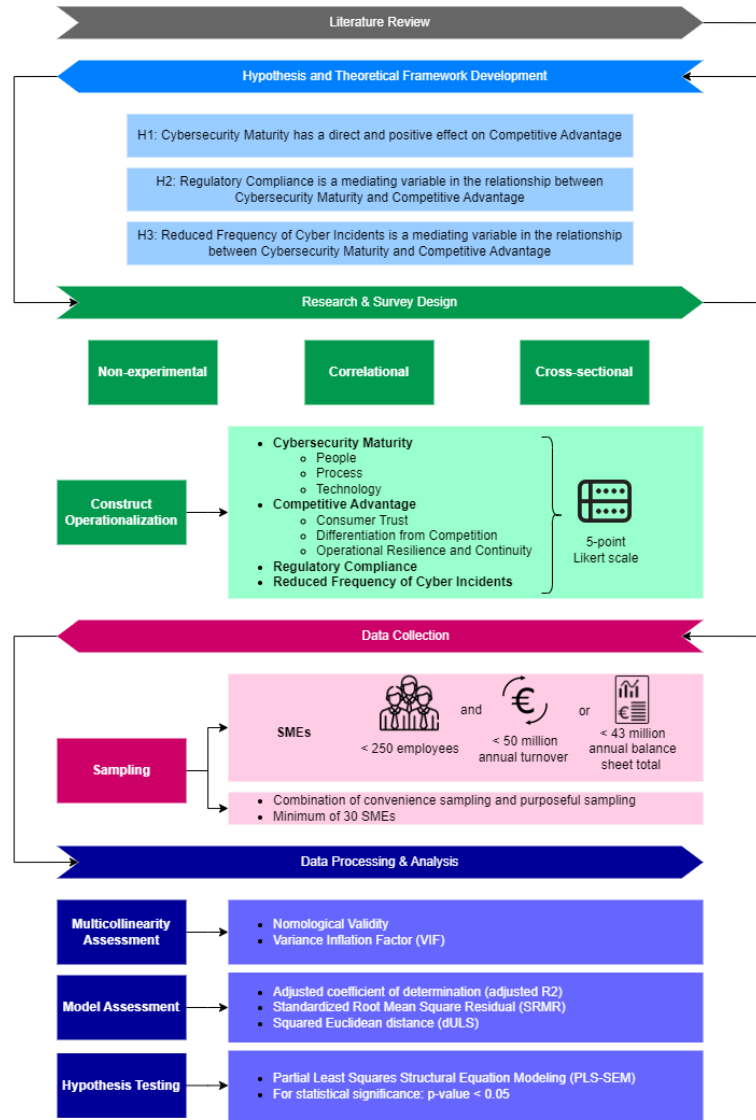 Literature Review
Hypothesis and Theoretical Framework Development
H1: Cybersecurity Maturity has a direct and positive effect on Competitive Advantage
H2: Regulatory Compliance is a mediating variable in the relationship between
Cybersecurity Maturity and Competitive Advantage
H3: Reduced Frequency of Cyber Incidents is a mediating variable in the relationship
between Cybersecurity Maturity and Competitive Advantage
Research & Survey Design
Non-experimental
Correlational
Cross-sectional
Construct
Operationalization
• Cybersecurity Maturity
○ People
○ Process
○ Technology
• Competitive Advantage
○ Consumer Trust
○ Differentiation from Competition
○ Operational Resilience and Continuity
• Regulatory Compliance
• Reduced Frequency of Cyber Incidents
5-point
Likert scale
Data Collection
Sampling
SMEs
< 250 employees
and
€
< 50 million
annual turnover
or
€
< 43 million
annual balance
sheet total
• Combination of convenience sampling and purposeful sampling
• Minimum of 30 SMEs
Data Processing & Analysis
Multicollinearity
Assessment
• Nomological Validity
• Variance Inflation Factor (VIF)
Model Assessment
• Adjusted coefficient of determination (adjusted R2)
• Standardized Root Mean Square Residual (SRMR)
• Squared Euclidean distance (dULS)
Hypothesis Testing
• Partial Least Squares Structural Equation Modeling (PLS-SEM)
• For statistical significance: p-value < 0.05